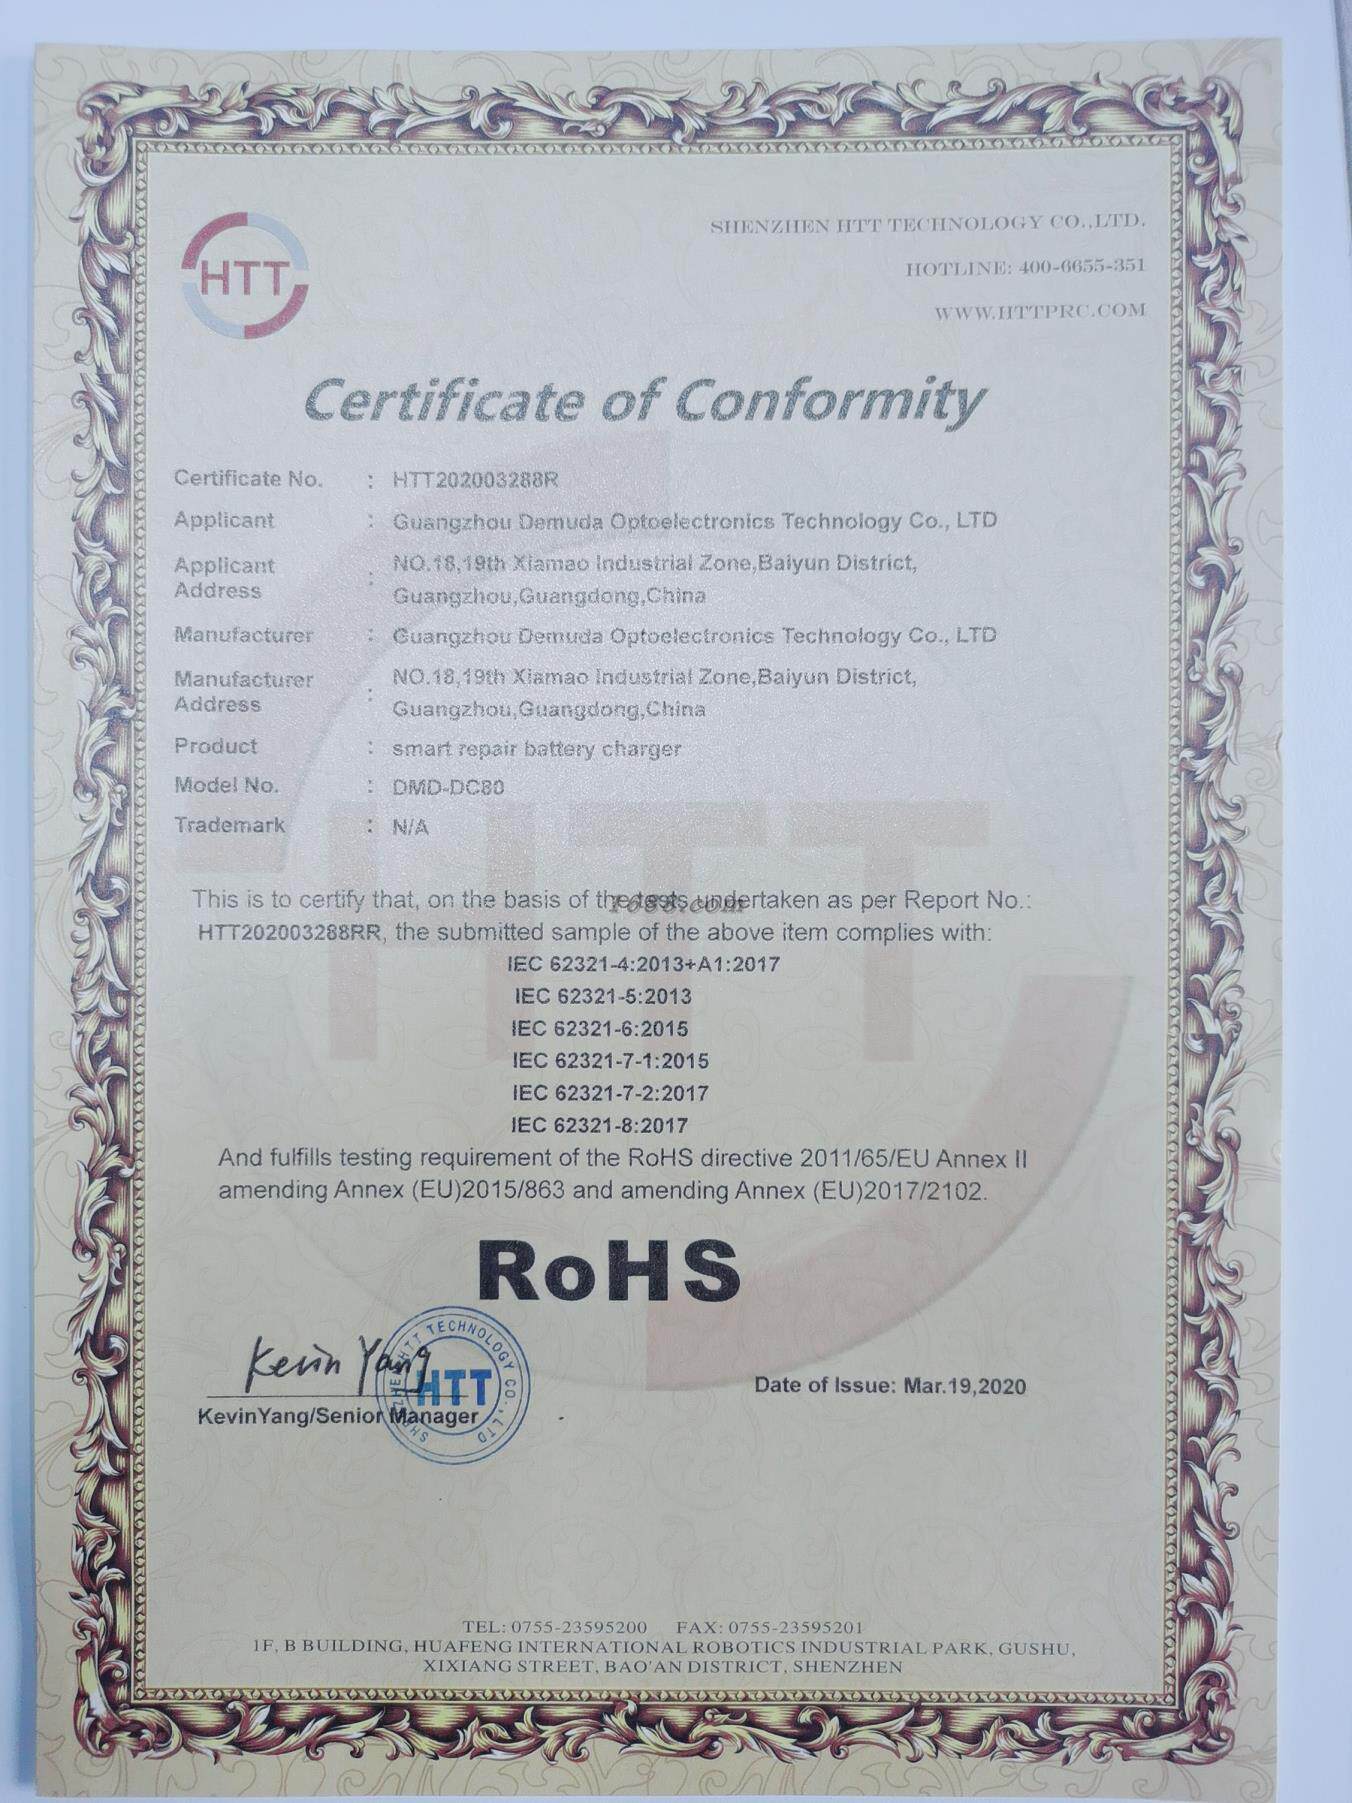 HTT
SHENZHEN HTT TECHNOLOGY CO.,LTD.
HOTLINE: 400-6655-351
WWW.HTTPRC.COM
Certificate of Conformity
Certificate No. : HTT202003288R
Applicant : Guangzhou Demuda Optoelectronics Technology Co., LTD
Applicant Address : NO.18,19th Xiamao Industrial Zone,Baiyun District,
Guangzhou,Guangdong,China
Manufacturer : Guangzhou Demuda Optoelectronics Technology Co., LTD
Manufacturer Address : NO.18,19th Xiamao Industrial Zone,Baiyun District,
Guangzhou,Guangdong,China
Product : smart repair battery charger
Model No. : DMD-DC80
Trademark : N/A
This is to certify that, on the basis of the tests undertaken as per Report No.:
1688.com
HTT202003288RR, the submitted sample of the above item complies with:
IEC 62321-4:2013+A1:2017
IEC 62321-5:2013
IEC 62321-6:2015
IEC 62321-7-1:2015
IEC 62321-7-2:2017
IEC 62321-8:2017
And fulfills testing requirement of the RoHS directive 2011/65/EU Annex II
amending Annex (EU)2015/863 and amending Annex (EU)2017/2102.
RoHS
Kevin Yang
SHENZHEN HTT TECHNOLOGY CO., LTD
HTT
KevinYang/Senior Manager
Date of Issue: Mar.19,2020
TEL: 0755-23595200 FAX: 0755-23595201
1F, B BUILDING, HUAFENG INTERNATIONAL ROBOTICS INDUSTRIAL PARK, GUSHU,
XIXIANG STREET, BAO'AN DISTRICT, SHENZHEN